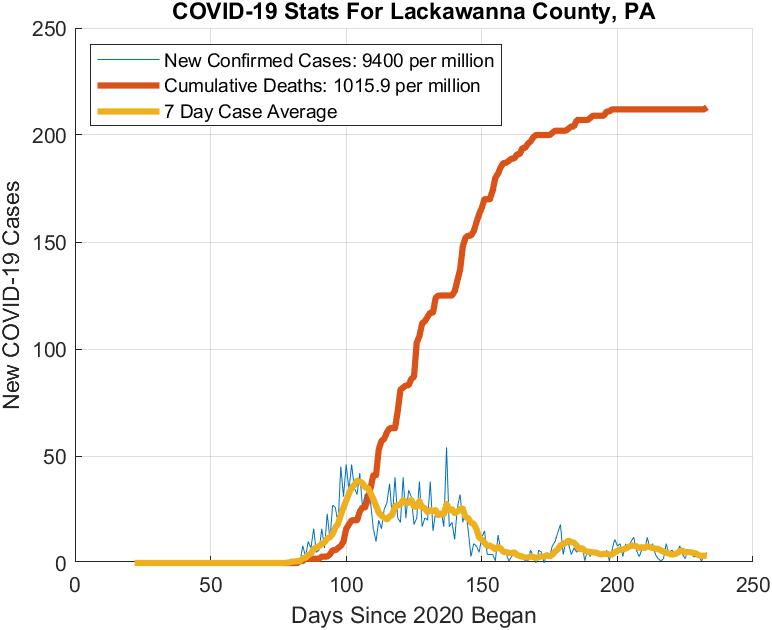 COVID-19 Stats For Lackawanna County, PA
New Confirmed Cases: 9400 per million
Cumulative Deaths: 1015.9 per million
7 Day Case Average
250
200
150
100
50
0
New COVID-19 Cases
0 50 100 150 200 250
Days Since 2020 Began